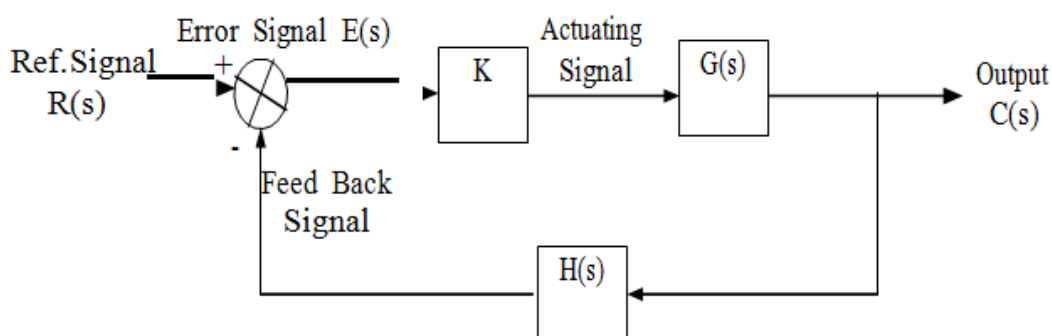 Error Signal E(s)
Actuating
Signal
Ref.Signal
R(s)
+
-
K
G(s)
Output
C(s)
Feed Back
Signal
H(s)